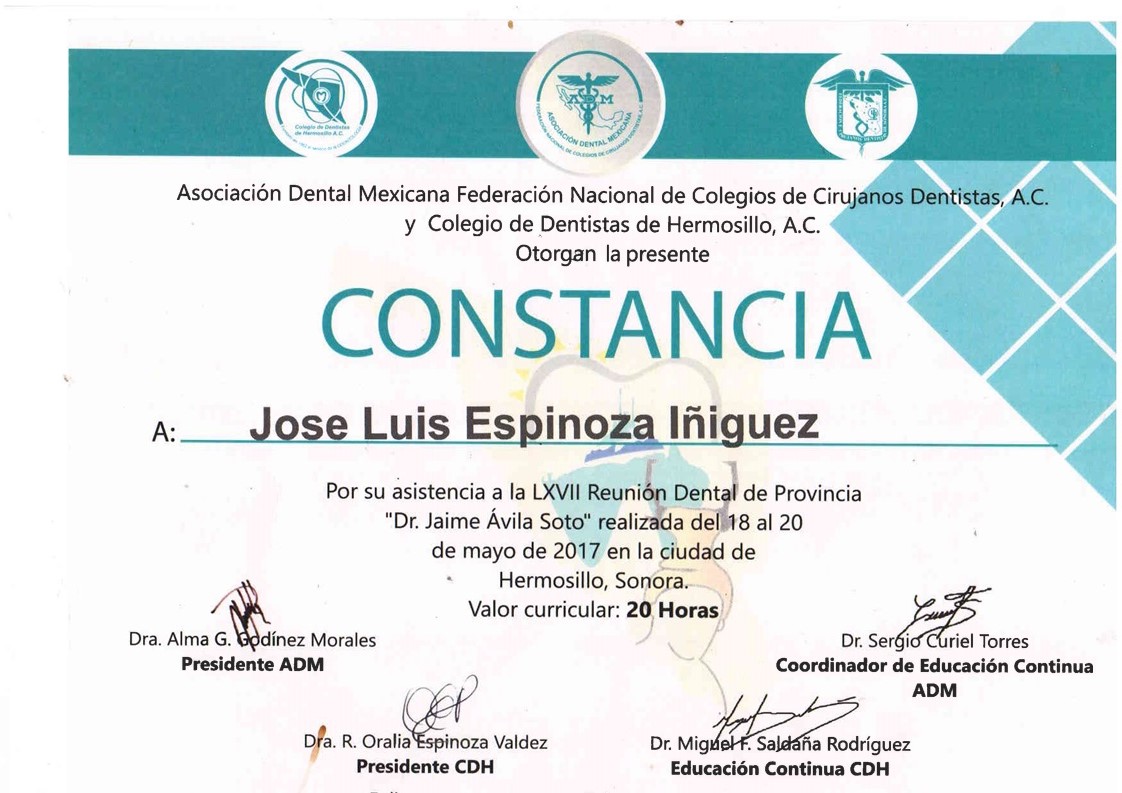 Colegio de Dentistas
de Hermosillo A.C.
ADM
ASOCIACIÓN DENTAL MEXICANA
FEDERACIÓN NACIONAL DE COLEGIOS DE CIRUJANOS DENTISTAS, A.C.
Asociación Dental Mexicana Federación Nacional de Colegios de Cirujanos Dentistas, A.C.
y Colegio de Dentistas de Hermosillo, A.C.
Otorgan la presente
CONSTANCIA
A: Jose Luis Espinoza Iñiguez
Por su asistencia a la LXVII Reunión Dental de Provincia
"Dr. Jaime Ávila Soto" realizada del 18 al 20
de mayo de 2017 en la ciudad de
Hermosillo, Sonora.
Valor curricular: 20 Horas
Dra. Alma G. Godínez Morales
Presidente ADM
Dr. Sergio Curiel Torres
Coordinador de Educación Continua
ADM
Dra. R. Oralia Espinoza Valdez
Presidente CDH
Dr. Miguel F. Saldaña Rodríguez
Educación Continua CDH